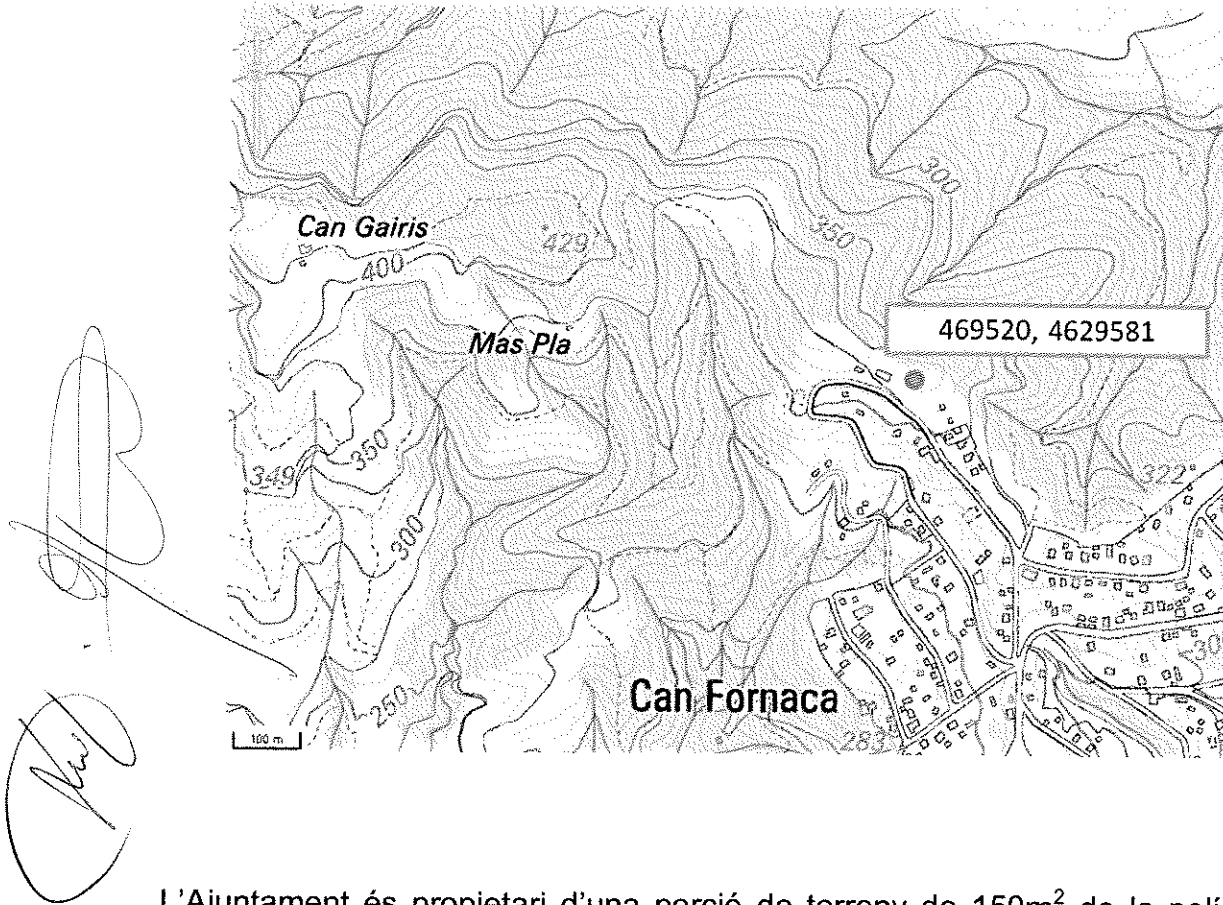 300
Can Gairis
429
350
400
469520, 4629581
Mas Pla
349
350
322
300
Can Fornaca
250
283
100 m
L'Ajuntament és propietari d'una porció de terreny de 150m² de la polí